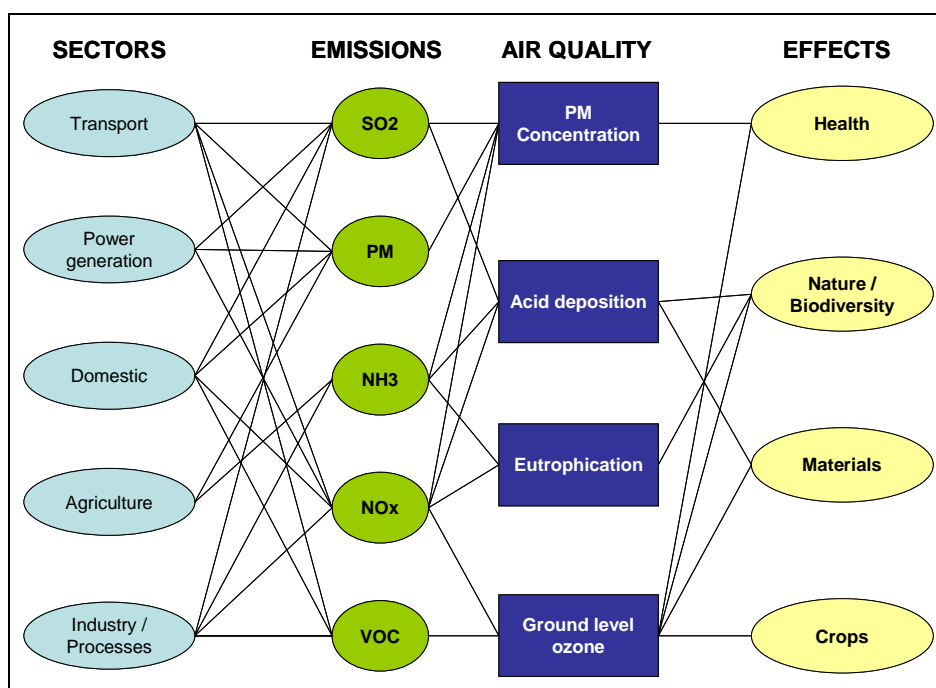 SECTORS EMISSIONS AIR QUALITY EFFECTS
Transport
SO2
PM
Concentration
Health
Power
generation
PM
Acid deposition
Nature /
Biodiversity
Domestic
NH3
Agriculture
NOx
Eutrophication
Materials
Industry /
Processes
VOC
Ground level
ozone
Crops